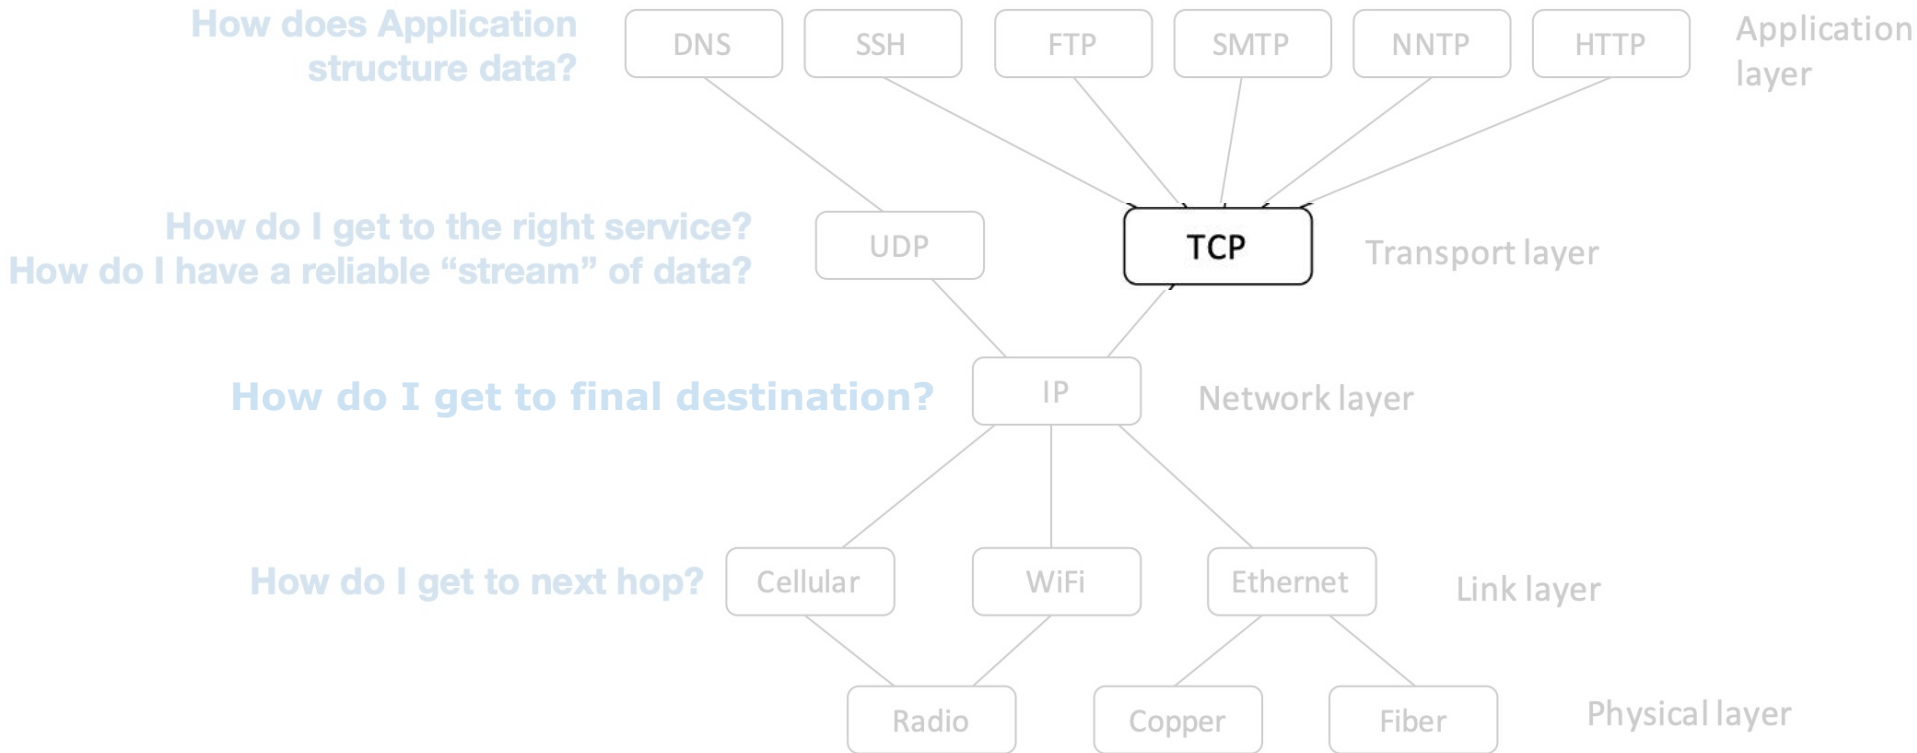 How does Application
structure data?
DNS
SSH
FTP
SMTP
NNTP
HTTP
Application
layer
How do I get to the right service?
How do I have a reliable “stream” of data?
UDP
TCP
Transport layer
How do I get to final destination?
IP
Network layer
How do I get to next hop?
Cellular
WiFi
Ethernet
Link layer
Radio
Copper
Fiber
Physical layer